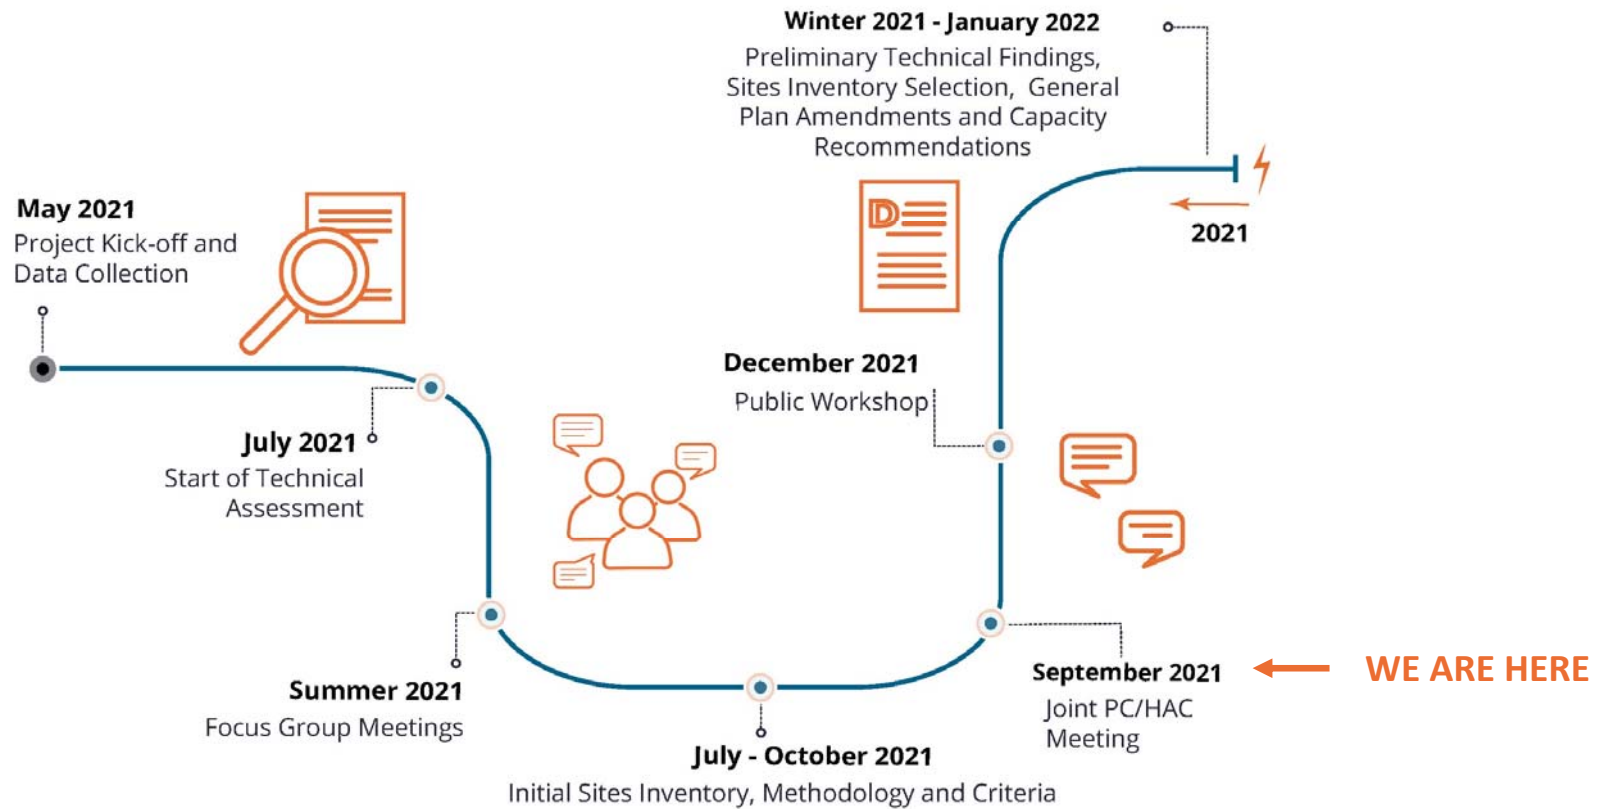 May 2021
Project Kick-off and
Data Collection
July 2021
Start of Technical
Assessment
Summer 2021
Focus Group Meetings
July - October 2021
Initial Sites Inventory, Methodology and Criteria
September 2021
Joint PC/HAC
Meeting
WE ARE HERE
December 2021
Public Workshop
D
Winter 2021 - January 2022
Preliminary Technical Findings,
Sites Inventory Selection, General
Plan Amendments and Capacity
Recommendations
2021